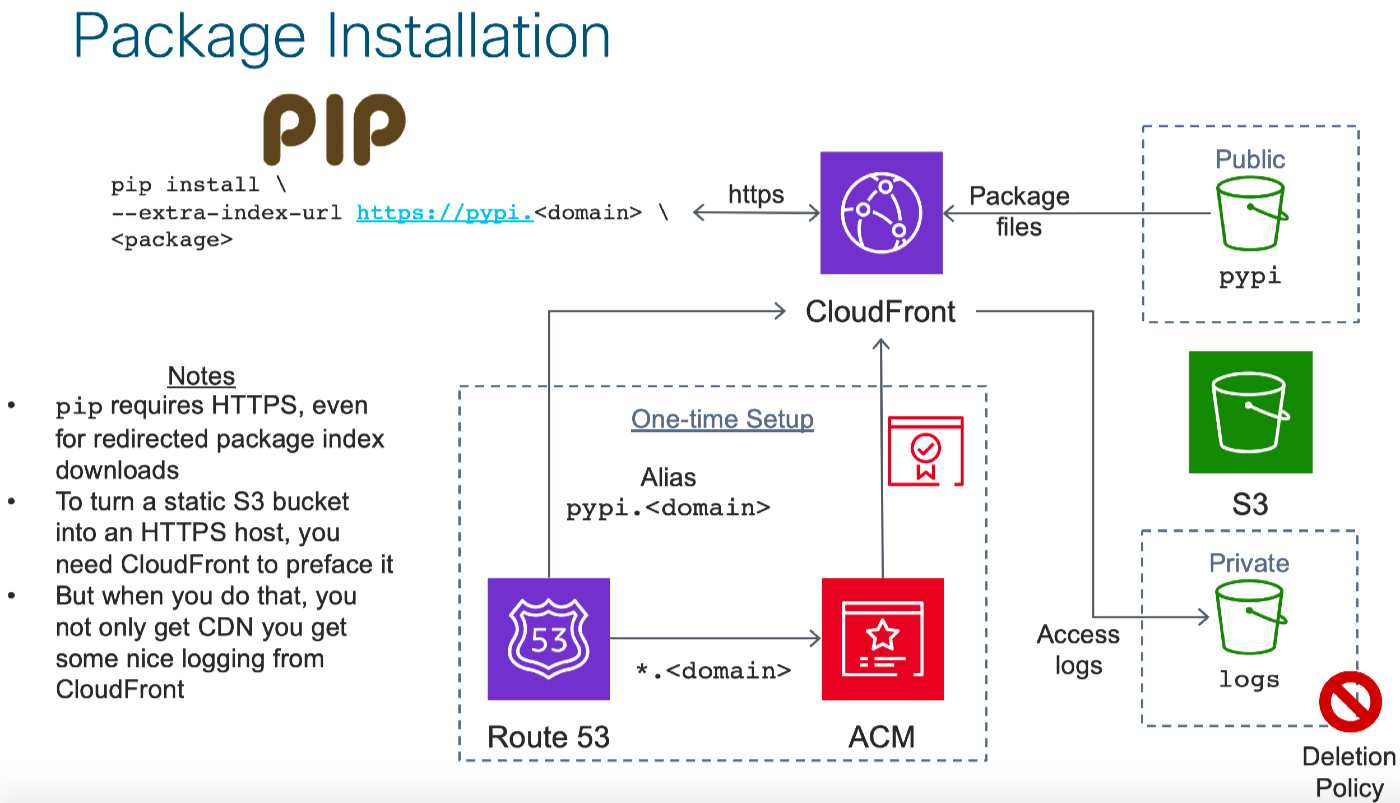 Package Installation
PIP
pip install \
--extra-index-url https://pypi.<domain> \
<package>
https
Package
files
Public
pypi
CloudFront
Notes
• pip requires HTTPS, even
for redirected package index
downloads
• To turn a static S3 bucket
into an HTTPS host, you
need CloudFront to preface it
• But when you do that, you
not only get CDN you get
some nice logging from
CloudFront
One-time Setup
Alias
pypi.<domain>
53
*.<domain>
Route 53
ACM
S3
Private
logs
Access
logs
Deletion
Policy